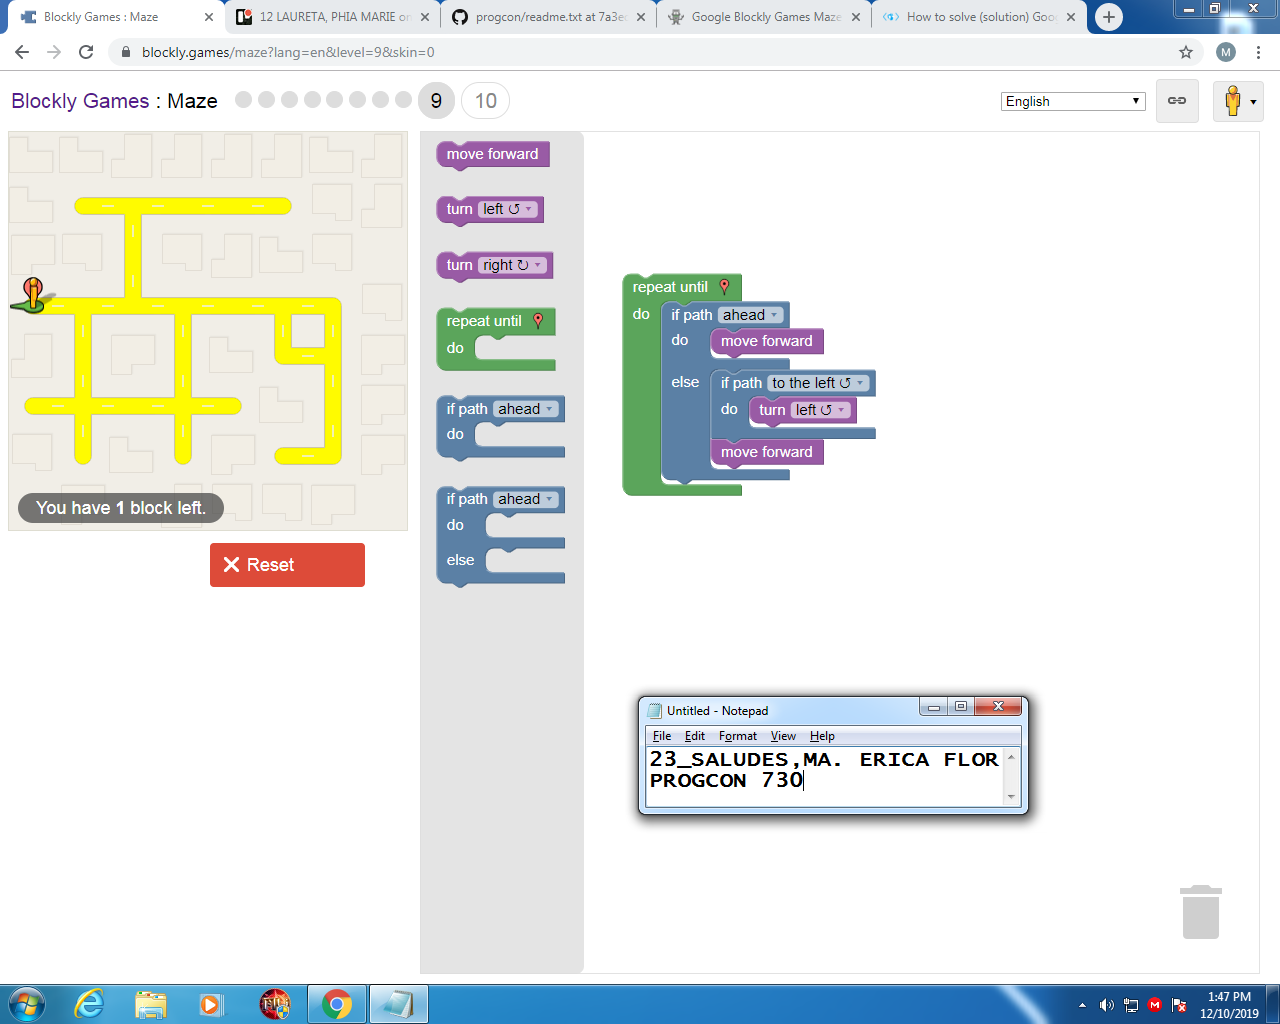 Blockly Games : Maze
12 LAURETA, PHIA MARIE on
progcon/readme.txt at 7a3e
Google Blockly Games Maze
How to solve (solution) Goo
blockly.games/maze?lang=en&level=9&skin=0
M
Blockly Games : Maze
9
10
English
move forward
turn left ↺
turn right ↻
repeat until
do
if path ahead
do
if path ahead
do
else
repeat until
do
if path ahead
do
move forward
else
if path to the left ↺
do
turn left ↺
move forward
You have 1 block left.
Reset
Untitled - Notepad
File Edit Format View Help
23_SALUDES,MA. ERICA FLOR
PROGCON 730
1:47 PM
12/10/2019